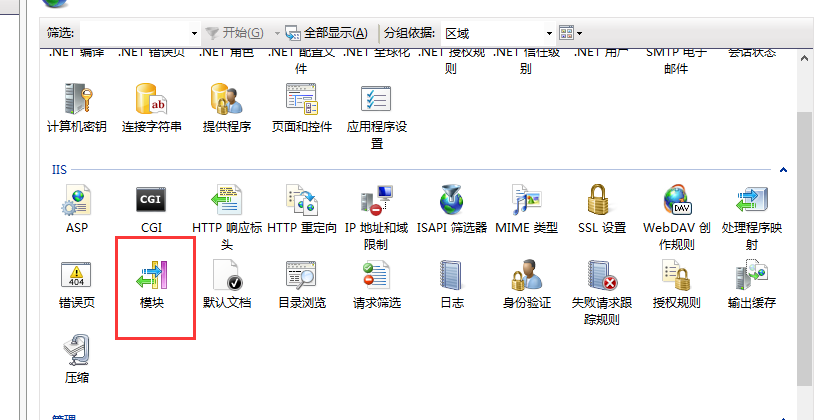 筛选: 开始(G) 全部显示(A) 分组依据: 区域
.NET 编译 .NET 错误页 .NET 角色 .NET 配置文件 .NET 全球化 .NET 授权规则 .NET 信任级别 .NET 用户 SMTP 电子邮件 会话状态
计算机密钥 连接字符串 提供程序 页面和控件 应用程序设置
IIS
ASP CGI HTTP 响应标头 HTTP 重定向 IP 地址和域限制 ISAPI 筛选器 MIME 类型 SSL 设置 WebDAV 创作规则 处理程序映射
错误页 模块 默认文档 目录浏览 请求筛选 日志 身份验证 失败请求跟踪规则 授权规则 输出缓存
压缩
管理